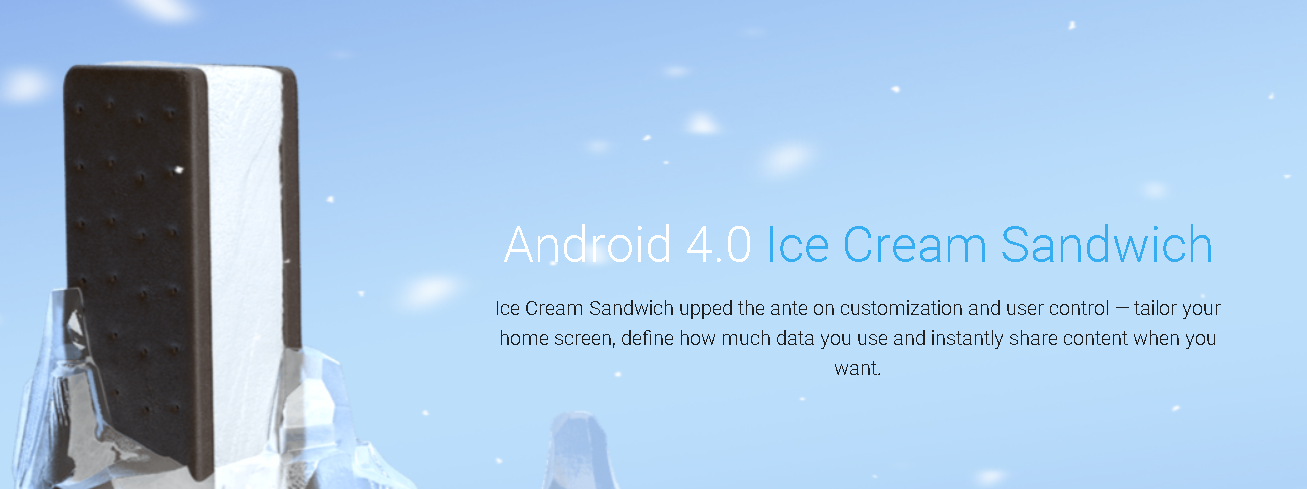 Android 4.0 Ice Cream Sandwich
Ice Cream Sandwich upped the ante on customization and user control — tailor your
home screen, define how much data you use and instantly share content when you
want.